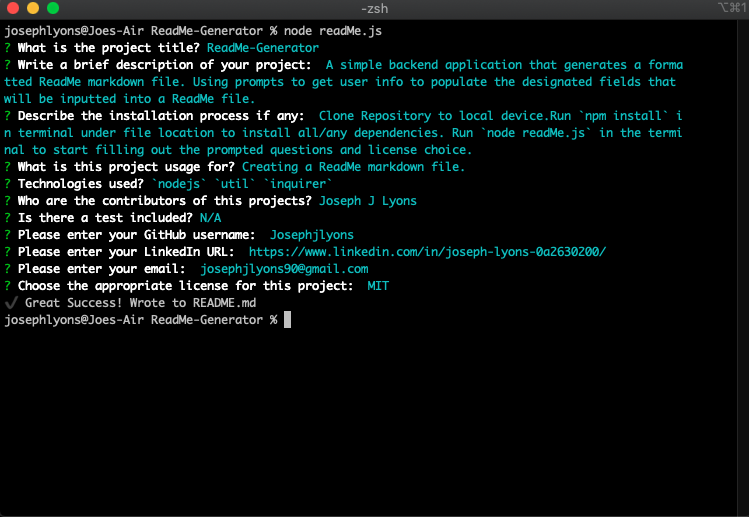 -zsh
⌥⌘1
josephlyons@Joes-Air ReadMe-Generator % node readMe.js
? What is the project title? ReadMe-Generator
? Write a brief description of your project:  A simple backend application that generates a forma
tted ReadMe markdown file. Using prompts to get user info to populate the designated fields that
will be inputted into a ReadMe file.
? Describe the installation process if any:  Clone Repository to local device.Run `npm install` i
n terminal under file location to install all/any dependencies. Run `node readMe.js` in the termi
nal to start filling out the prompted questions and license choice.
? What is this project usage for? Creating a ReadMe markdown file.
? Technologies used? `nodejs` `util` `inquirer`
? Who are the contributors of this projects? Joseph J Lyons
? Is there a test included? N/A
? Please enter your GitHub username:  Josephjlyons
? Please enter your LinkedIn URL:  https://www.linkedin.com/in/joseph-lyons-0a2630200/
? Please enter your email:  josephjlyons90@gmail.com
? Choose the appropriate license for this project:  MIT
✔ Great Success! Wrote to README.md
josephlyons@Joes-Air ReadMe-Generator %